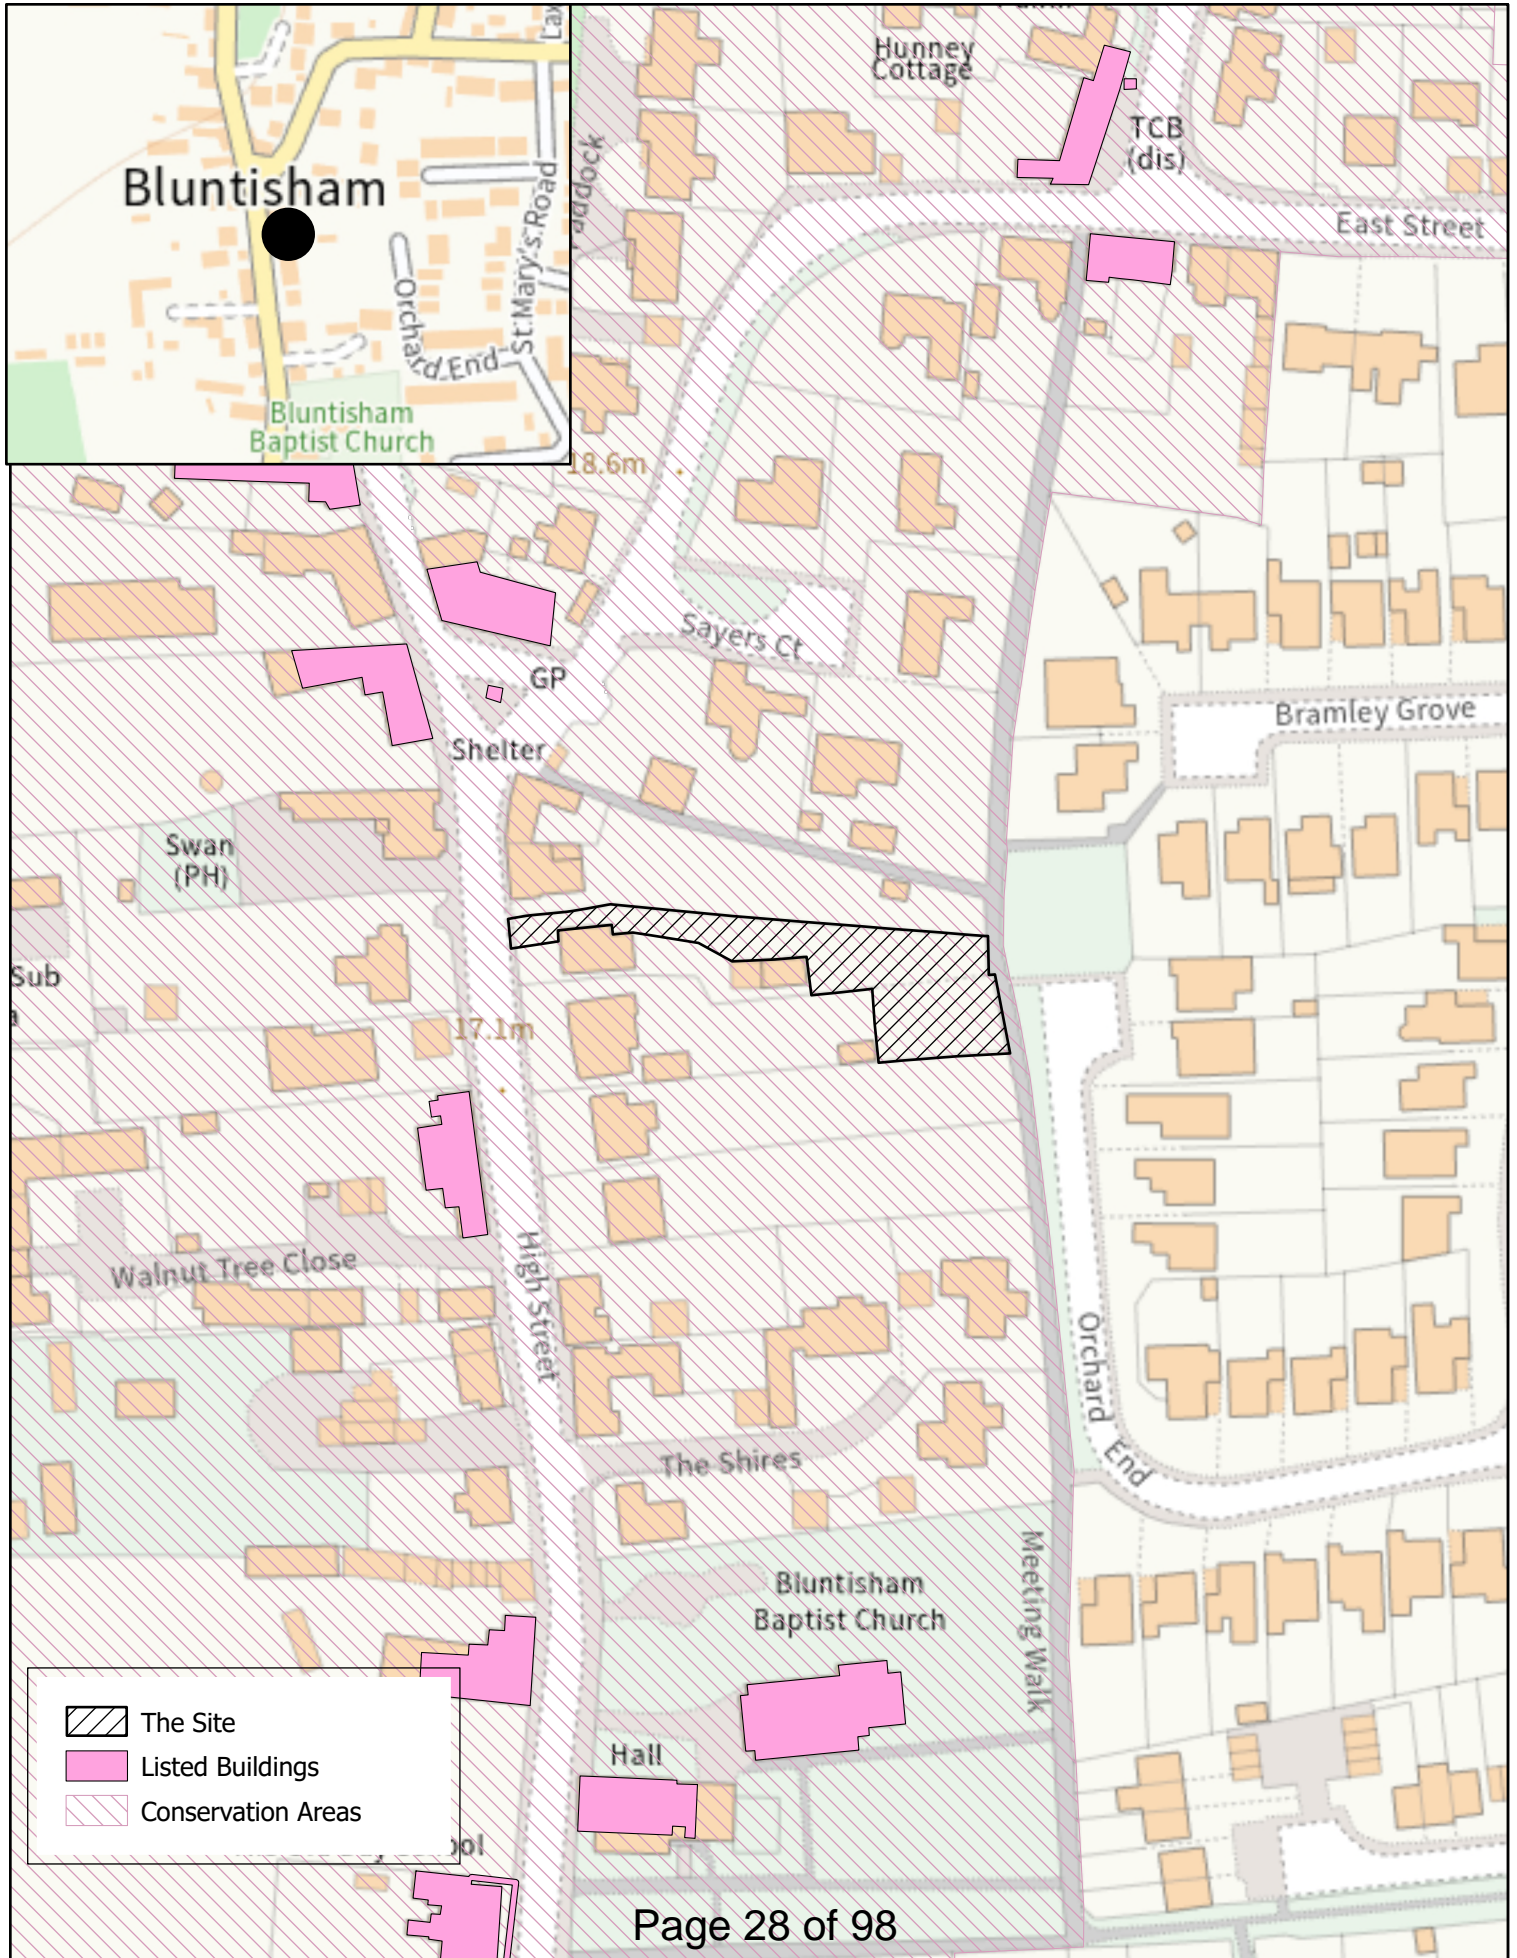 Lax
Bluntisham
St.Mary's Road
Orchard End
Bluntisham
Baptist Church
Hunney
Cottage
TCB
(dis)
East Street
18.6m
Sayers Ct
GP
Shelter
Bramley Grove
Swan
(PH)
Sub
17.1m
Walnut Tree Close
High Street
Orchard End
The Shires
Bluntisham
Baptist Church
Meeting Walk
Hall
The Site
Listed Buildings
Conservation Areas
Page 28 of 98